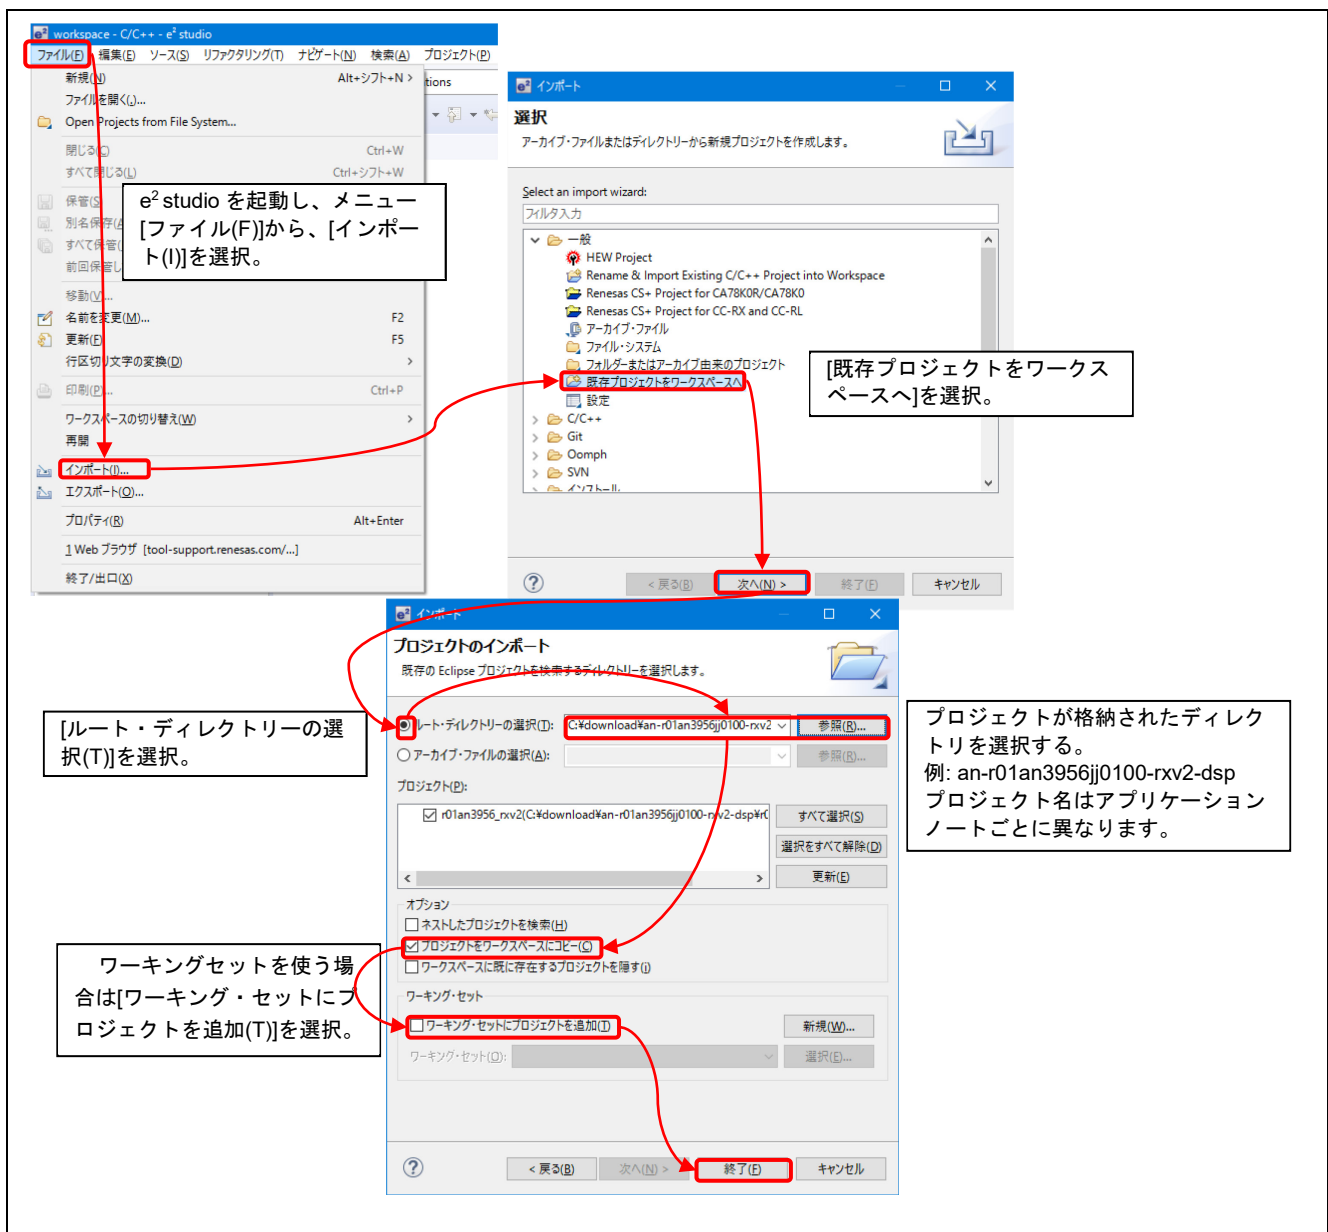 workspace - C/C++ - e² studio
ファイル(F) 編集(E) ソース(S) リファクタリング(T) ナビゲート(N) 検索(A) プロジェクト(P)
新規(N) Alt+シフト+N >
ファイルを開く(.)...
Open Projects from File System...
閉じる(C) Ctrl+W
すべて閉じる(L) Ctrl+シフト+W
保管(S)
別名保存(A
すべて保管(
前回保管し
移動(V)...
名前を変更(M)... F2
更新(F) F5
行区切り文字の変換(D) >
印刷(P)... Ctrl+P
ワークスペースの切り替え(W) >
再開
インポート(I)...
エクスポート(O)...
プロパティ(R) Alt+Enter
1 Web ブラウザ [tool-support.renesas.com/...]
終了/出口(X)
tions
e² studio を起動し、メニュー
[ファイル(F)]から、[インポー
ト(I)]を選択。
インポート
選択
アーカイブ・ファイルまたはディレクトリーから新規プロジェクトを作成します。
Select an import wizard:
フィルタ入力
一般
HEW Project
Rename & Import Existing C/C++ Project into Workspace
Renesas CS+ Project for CA78K0R/CA78K0
Renesas CS+ Project for CC-RX and CC-RL
アーカイブ・ファイル
ファイル・システム
フォルダーまたはアーカイブ由来のプロジェクト
既存プロジェクトをワークスペースへ
設定
C/C++
Git
Oomph
SVN
インストール
[既存プロジェクトをワークス
ペースへ]を選択。
< 戻る(B) 次へ(N) > 終了(F) キャンセル
インポート
プロジェクトのインポート
既存の Eclipse プロジェクトを検索するディレクトリーを選択します。
[ルート・ディレクトリーの選
択(T)]を選択。
ルート・ディレクトリーの選択(T): C:¥download¥an-r01an3956jj0100-rxv2 参照(R)...
アーカイブ・ファイルの選択(A): 参照(R)...
プロジェクト(P):
r01an3956_rxv2(C:¥download¥an-r01an3956jj0100-rxv2-dsp¥r0 すべて選択(S)
選択をすべて解除(D)
更新(E)
プロジェクトが格納されたディレク
トリを選択する。
例: an-r01an3956jj0100-rxv2-dsp
プロジェクト名はアプリケーション
ノートごとに異なります。
オプション
ネストしたプロジェクトを検索(H)
プロジェクトをワークスペースにコピー(C)
ワークスペースに既に存在するプロジェクトを隠す(i)
ワーキングセットを使う場
合は[ワーキング・セットにプ
ロジェクトを追加(T)]を選択。
ワーキング・セット
ワーキング・セットにプロジェクトを追加(T) 新規(W)...
ワーキング・セット(O): 選択(E)...
< 戻る(B) 次へ(N) > 終了(F) キャンセル